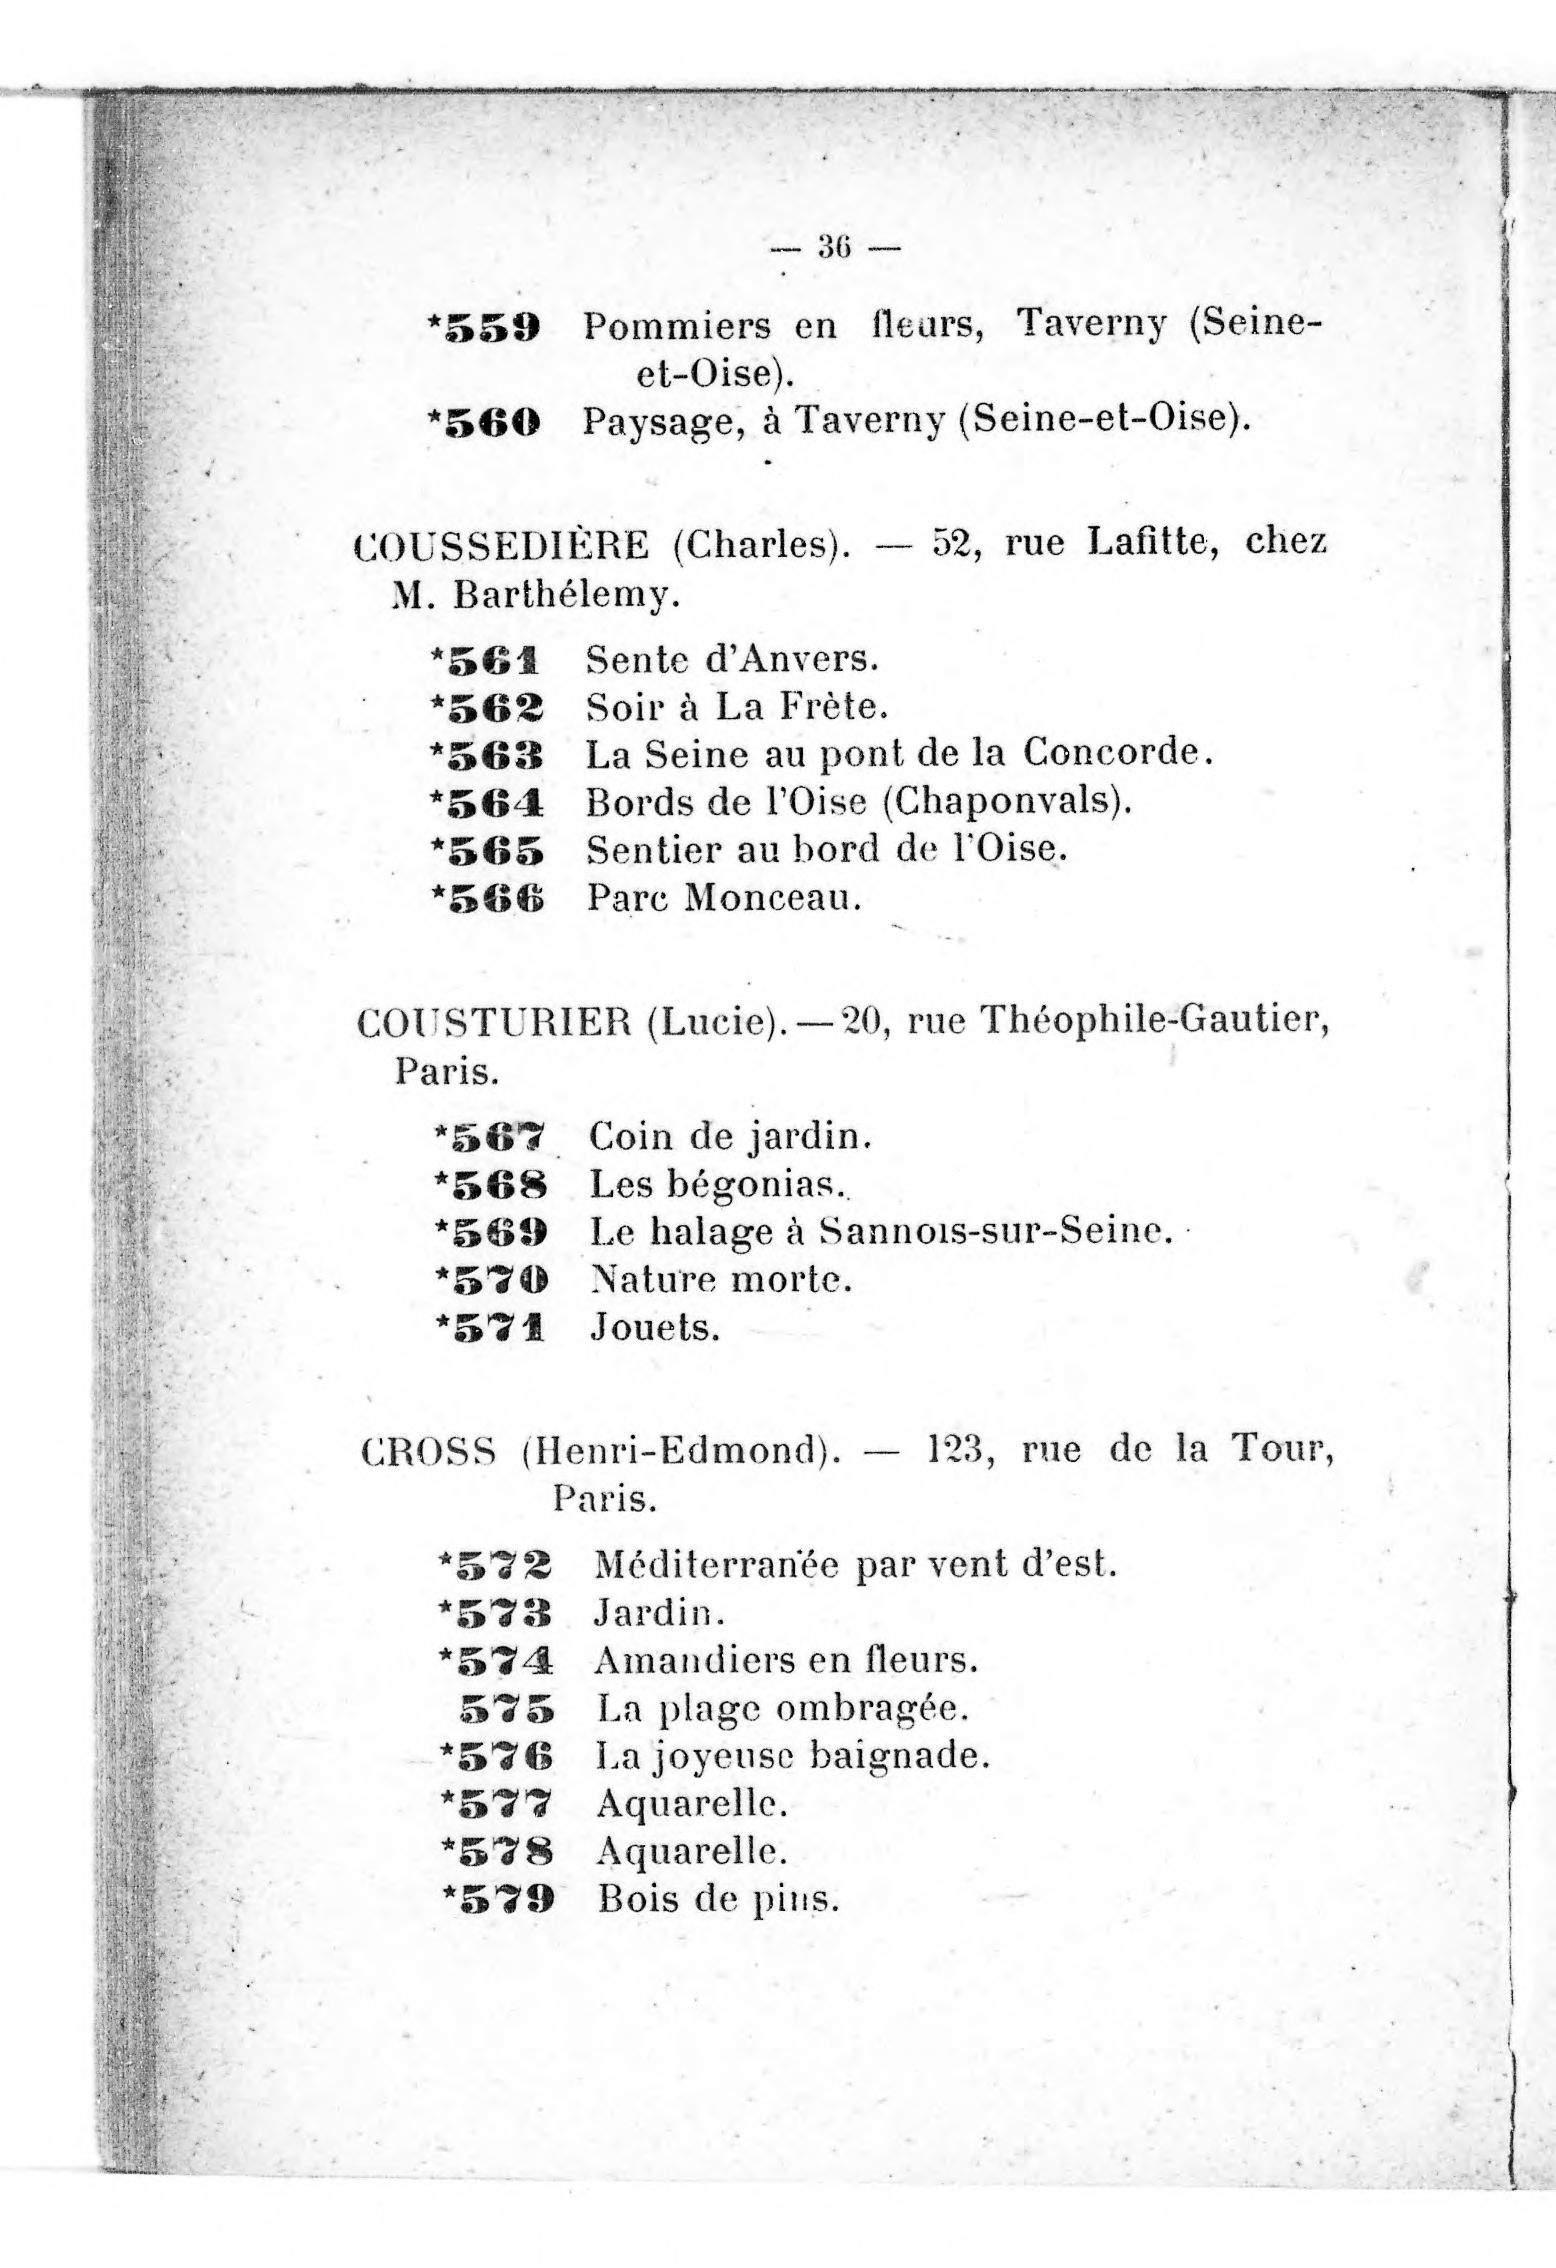 — 36 —
*559 Pommiers en fleurs, Taverny (Seine-
et-Oise).
*560 Paysage, à Taverny (Seine-et-Oise).
COUSSEDIÈRE (Charles). — 52, rue Lafitte, chez
M. Barthélemy.
*561 Sente d'Anvers.
*562 Soir à La Frète.
*563 La Seine au pont de la Concorde.
*564 Bords de l'Oise (Chaponvals).
*565 Sentier au bord de l'Oise.
*566 Parc Monceau.
COUSTURIER (Lucie). — 20, rue Théophile-Gautier,
Paris.
*567 Coin de jardin.
*568 Les bégonias.
*569 Le halage à Sannois-sur-Seine.
*570 Nature morte.
*571 Jouets.
CROSS (Henri-Edmond). — 123, rue de la Tour,
Paris.
*572 Méditerranée par vent d'est.
*573 Jardin.
*574 Amandiers en fleurs.
575 La plage ombragée.
*576 La joyeuse baignade.
*577 Aquarelle.
*578 Aquarelle.
*579 Bois de pins.